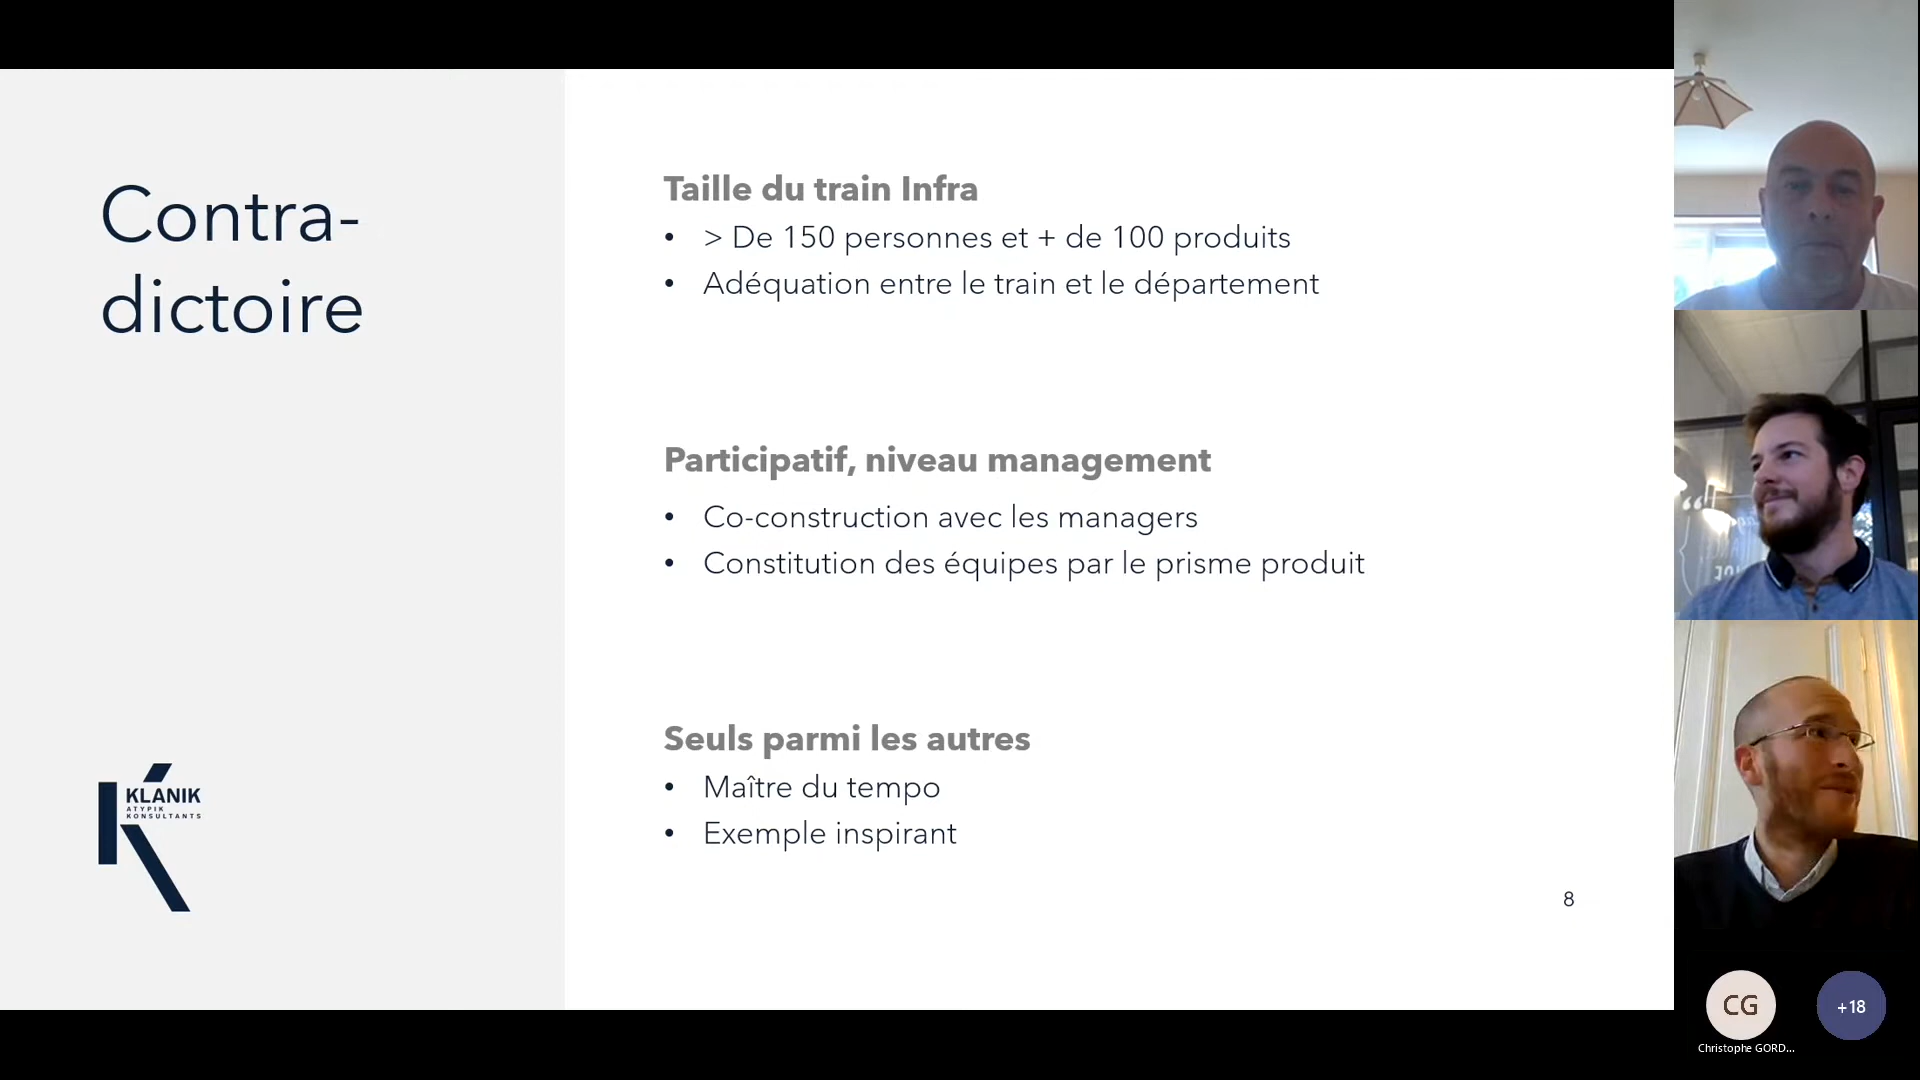 Contra-
dictoire
Taille du train Infra
• > De 150 personnes et + de 100 produits
• Adéquation entre le train et le département
Participatif, niveau management
• Co-construction avec les managers
• Constitution des équipes par le prisme produit
Seuls parmi les autres
• Maître du tempo
• Exemple inspirant
KLANIK
ATYPIK
KONSULTANTS
8
CG
+18
Christophe GORD...